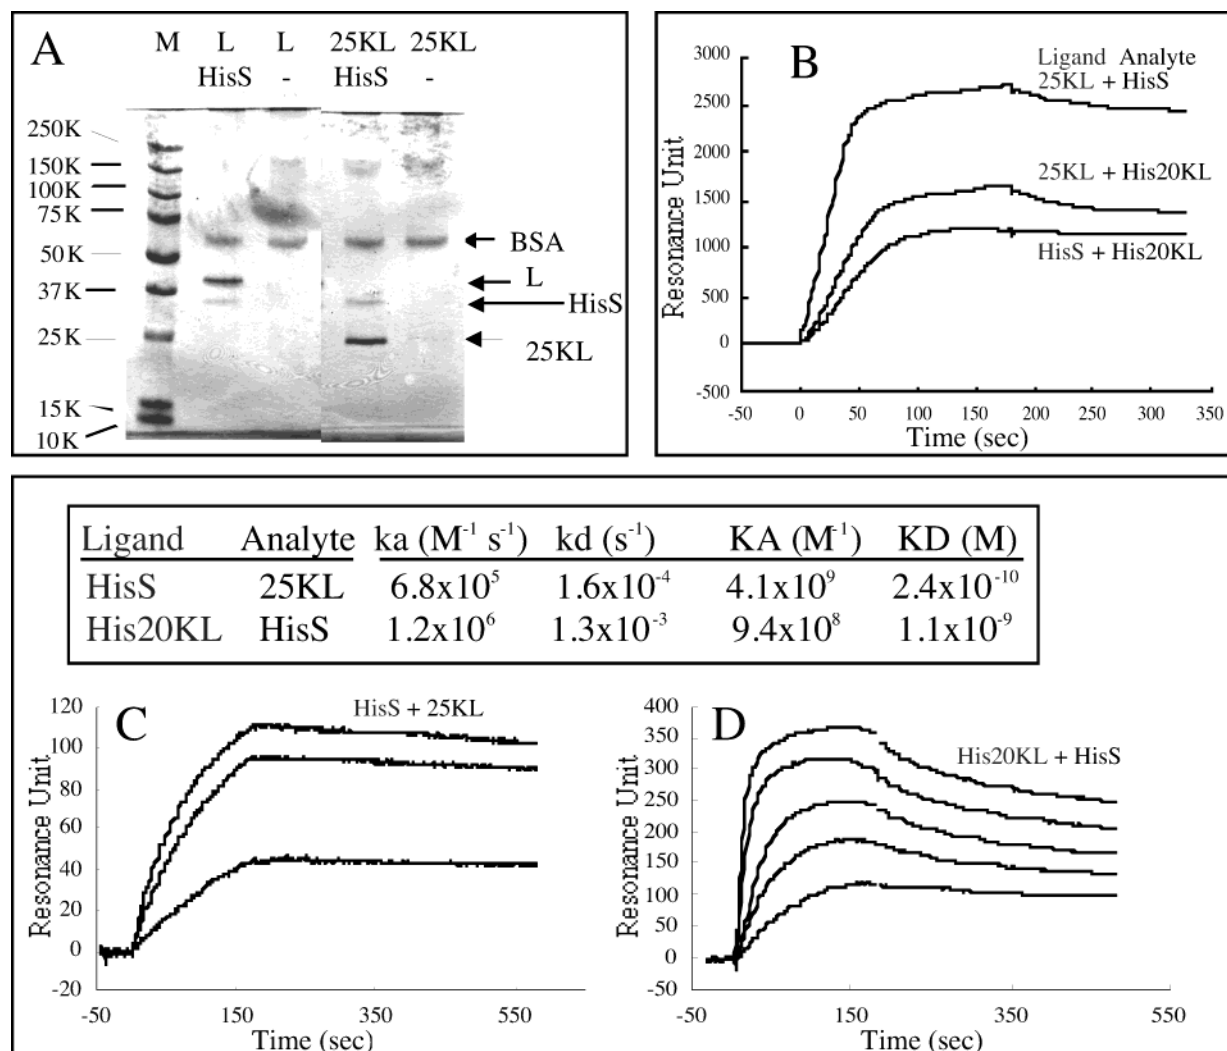 A
M L L 25KL 25KL
HisS - HisS -
250K
150K
100K
75K
50K
37K
25K
15K
10K
BSA
L
HisS
25KL
B
Ligand Analyte
25KL + HisS
25KL + His20KL
HisS + His20KL
Resonance Unit
3000
2500
2000
1500
1000
500
0
-500
-50 0 50 100 150 200 250 300 350
Time (sec)
Ligand Analyte ka (M⁻¹ s⁻¹) kd (s⁻¹) KA (M⁻¹) KD (M)
HisS 25KL 6.8x10⁵ 1.6x10⁻⁴ 4.1x10⁹ 2.4x10⁻¹⁰
His20KL HisS 1.2x10⁶ 1.3x10⁻³ 9.4x10⁸ 1.1x10⁻⁹
C
HisS + 25KL
Resonance Unit
120
100
80
60
40
20
0
-20
-50 150 350 550
Time (sec)
D
His20KL + HisS
Resonance Unit
400
350
300
250
200
150
100
50
0
-50
-50 150 350 550
Time (sec)